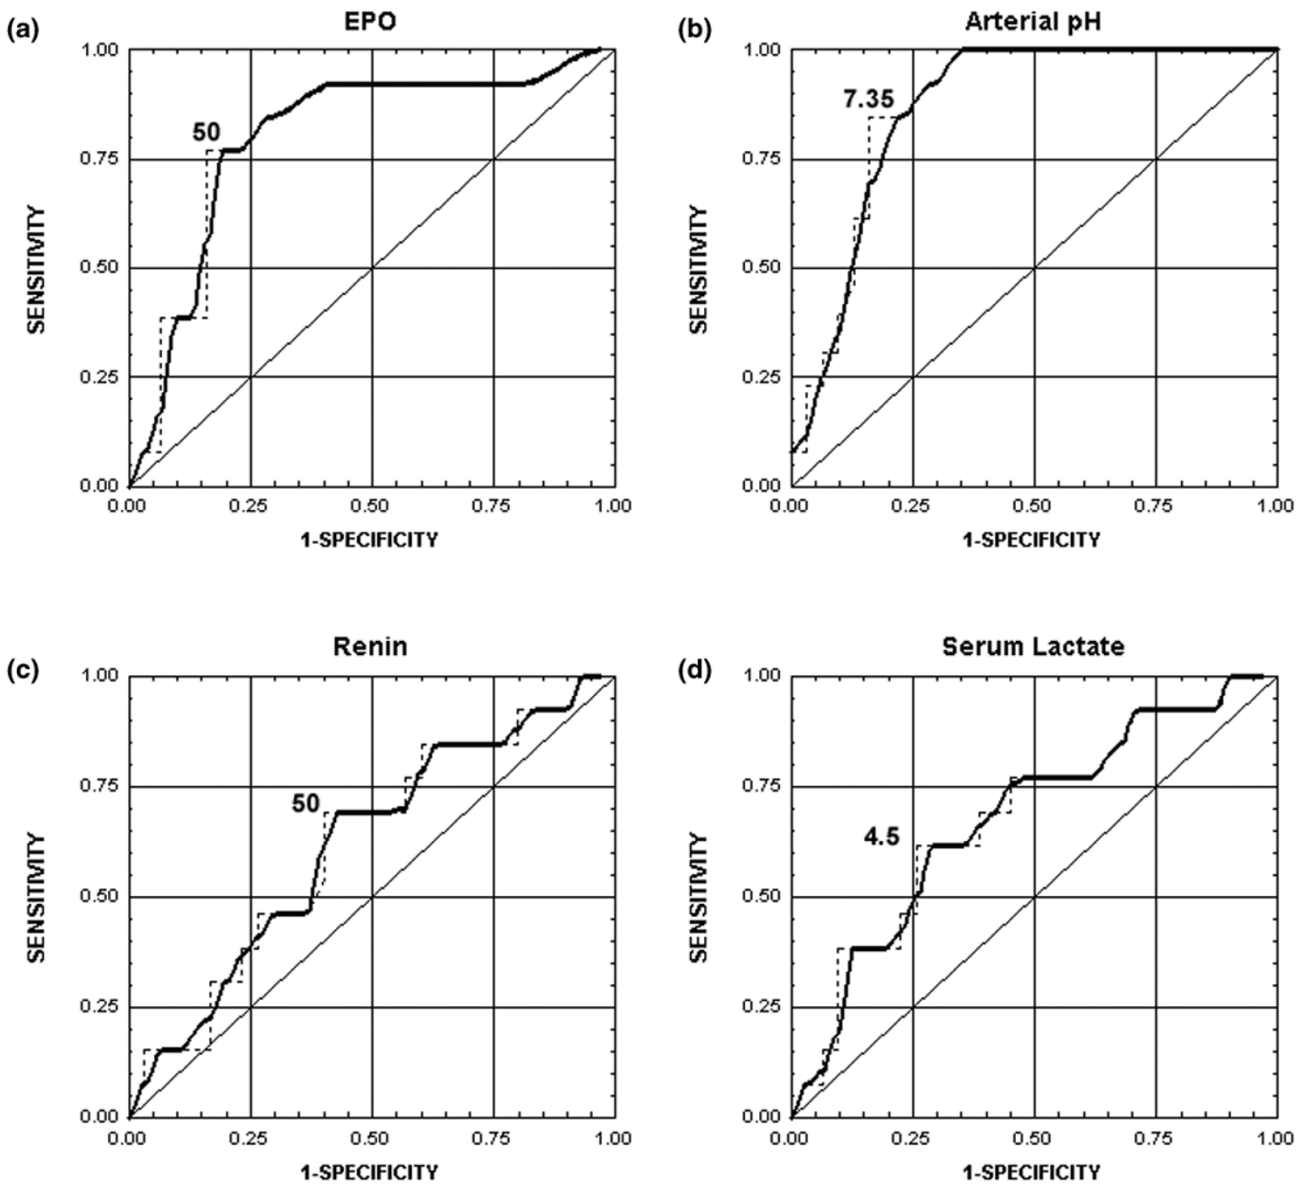 (a)
EPO
1.00
0.75
0.50
0.25
0.00
SENSITIVITY
50
0.00 0.25 0.50 0.75 1.00
1-SPECIFICITY
(b)
Arterial pH
1.00
0.75
0.50
0.25
0.00
SENSITIVITY
7.35
0.00 0.25 0.50 0.75 1.00
1-SPECIFICITY
(c)
Renin
1.00
0.75
0.50
0.25
0.00
SENSITIVITY
50
0.00 0.25 0.50 0.75 1.00
1-SPECIFICITY
(d)
Serum Lactate
1.00
0.75
0.50
0.25
0.00
SENSITIVITY
4.5
0.00 0.25 0.50 0.75 1.00
1-SPECIFICITY